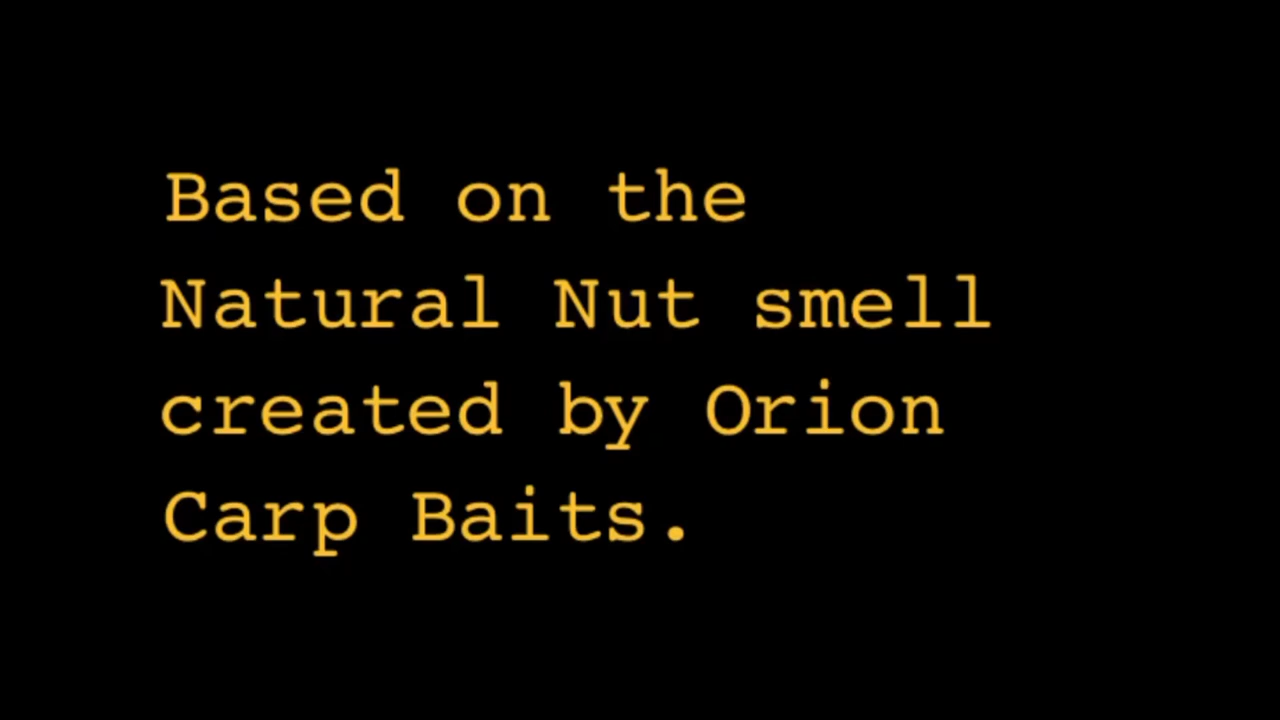 Based on the
Natural Nut smell
created by Orion
Carp Baits.